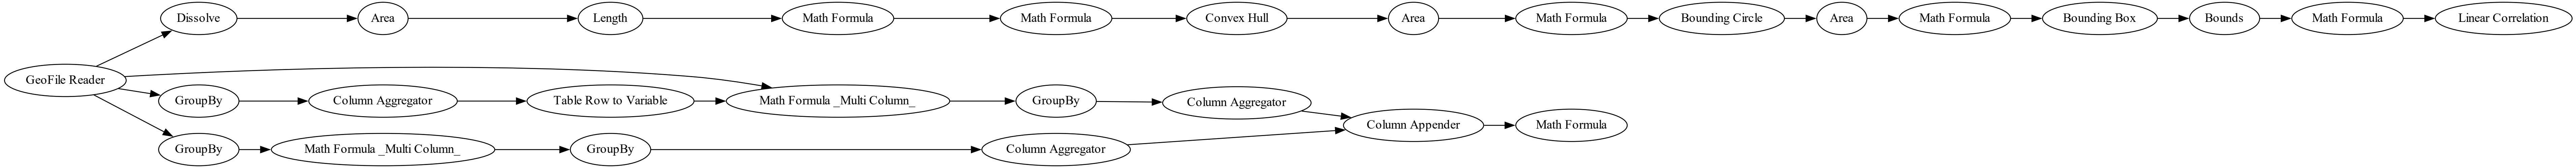 Dissolve
Area
Length
Math Formula
Math Formula
Convex Hull
Area
Math Formula
Bounding Circle
Area
Math Formula
Bounding Box
Bounds
Math Formula
Linear Correlation
GeoFile Reader
GroupBy
Column Aggregator
Table Row to Variable
Math Formula _Multi Column_
GroupBy
Column Aggregator
Column Appender
Math Formula
GroupBy
Math Formula _Multi Column_
GroupBy
Column Aggregator